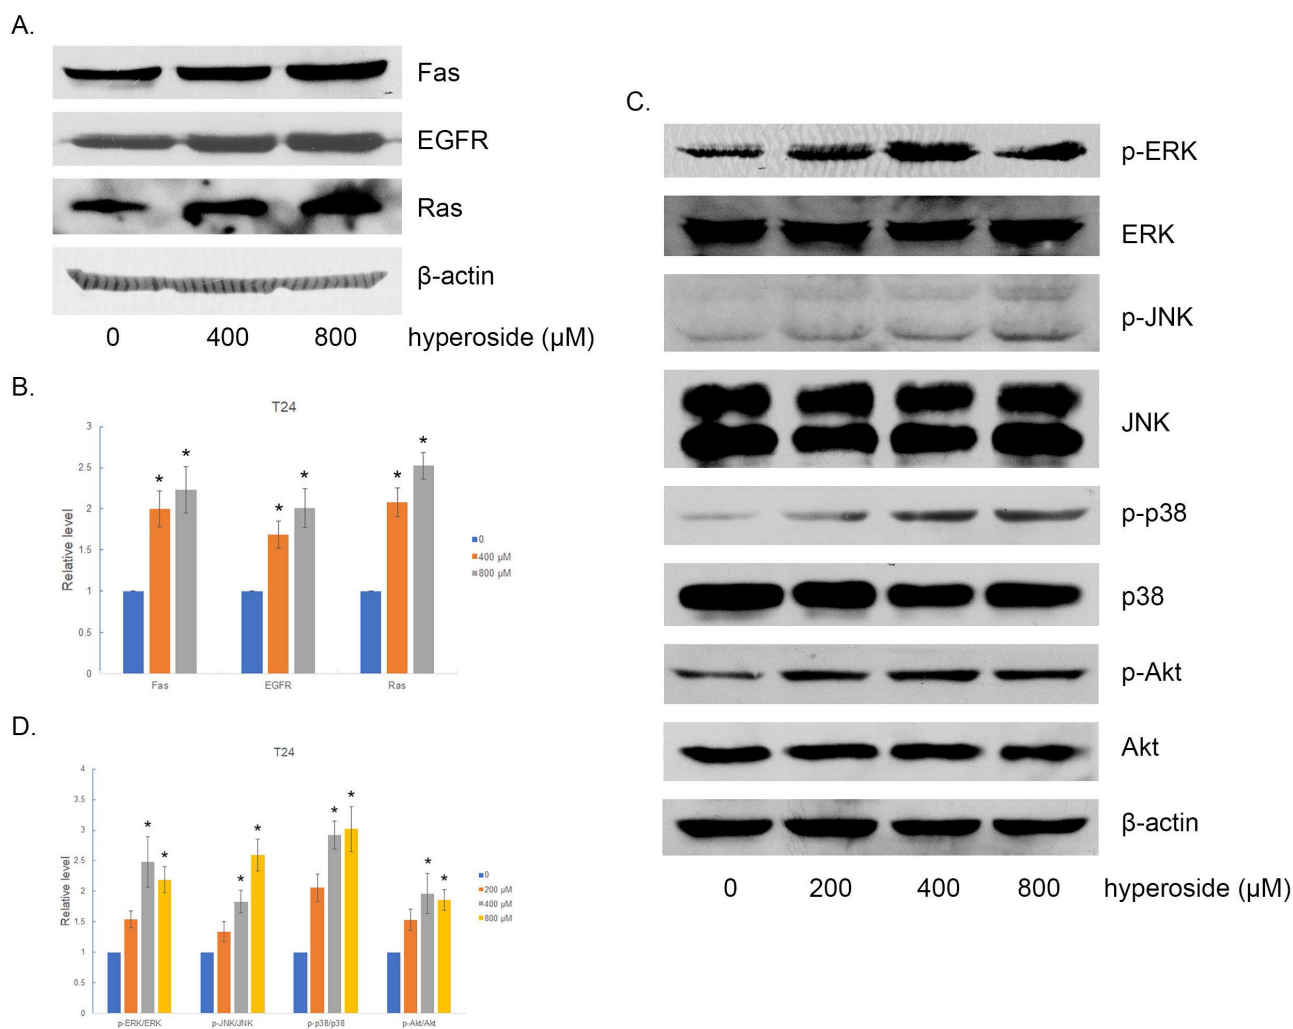 A.
Fas
EGFR
Ras
β-actin
0 400 800 hyperoside (µM)
B.
T24
Relative level
3
2.5
2
1.5
1
0.5
0
* * * * * *
Fas EGFR Ras
0
400 µM
800 µM
C.
p-ERK
ERK
p-JNK
JNK
p-p38
p38
p-Akt
Akt
β-actin
0 200 400 800 hyperoside (µM)
D.
T24
Relative level
4
3.5
3
2.5
2
1.5
1
0.5
0
* * * * * * * *
p-ERK/ERK p-JNK/JNK p-p38/p38 p-Akt/Akt
0
200 µM
400 µM
800 µM